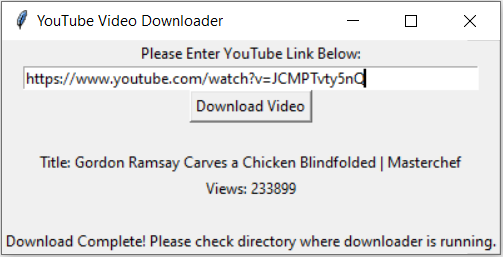 YouTube Video Downloader
Please Enter YouTube Link Below:
https://www.youtube.com/watch?v=JCMPTvty5nQ
Download Video
Title: Gordon Ramsay Carves a Chicken Blindfolded | Masterchef
Views: 233899
Download Complete! Please check directory where downloader is running.